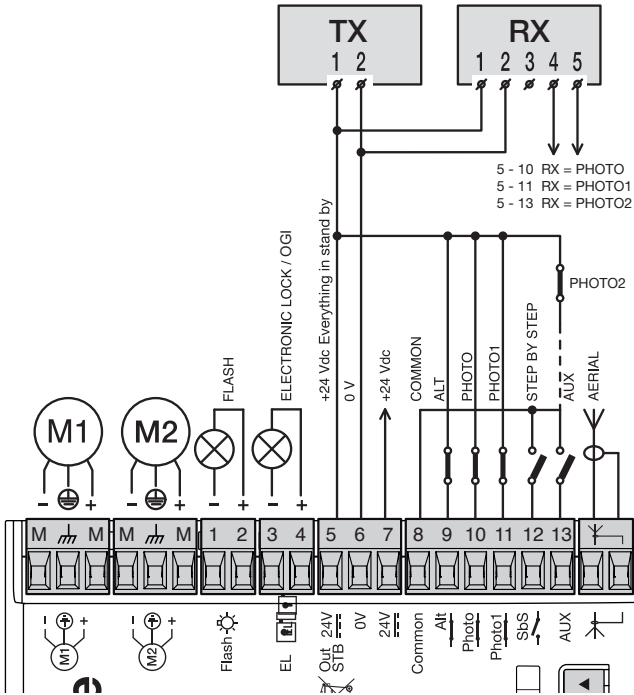 TX
1 2
RX
1 2 3 4 5
5 - 10 RX = PHOTO
5 - 11 RX = PHOTO1
5 - 13 RX = PHOTO2
PHOTO2
FLASH
ELECTRONIC LOCK / OGI
+24 Vdc Everything in stand by
0 V
+24 Vdc
COMMON
ALT
PHOTO
PHOTO1
STEP BY STEP
AUX
AERIAL
M1
M2
- +
- +
- +
- +
M M M M 1 2 3 4 5 6 7 8 9 10 11 12 13
- +
M1
- +
M2
Flash
EL
EL
Out 24V
STB
0V
24V
Common
Alt
Photo
Photo1
SbS
AUX
e